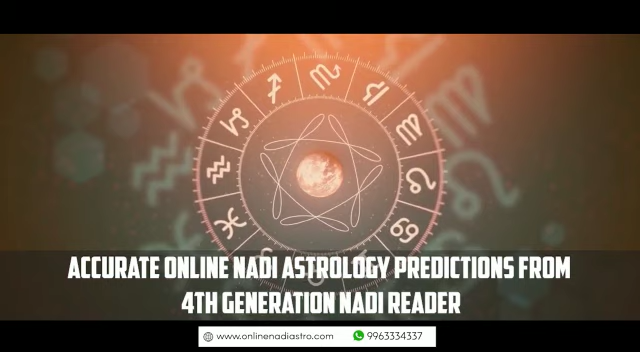 ACCURATE ONLINE NADI ASTROLOGY PREDICTIONS FROM
4TH GENERATION NADI READER
www.onlinenadiastro.com 9963334337